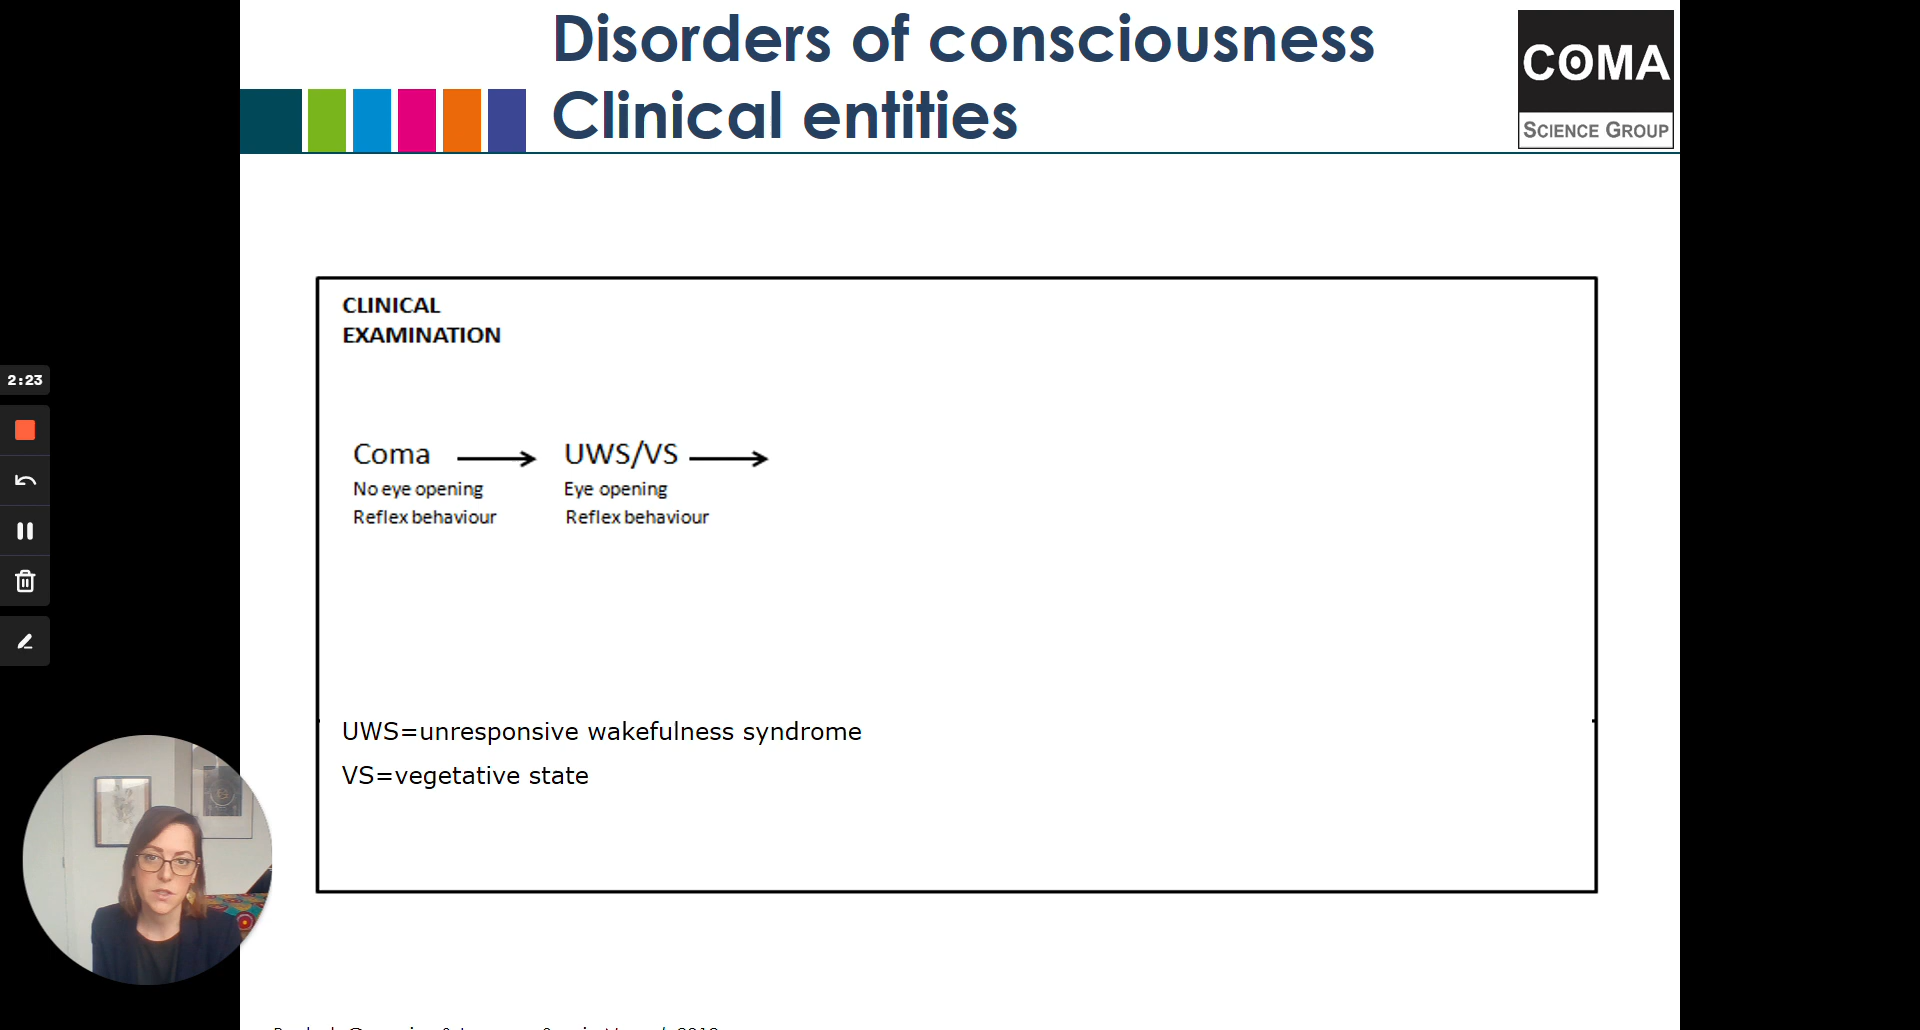 Disorders of consciousness
Clinical entities
COMA
SCIENCE GROUP
CLINICAL
EXAMINATION
2:23
Coma
No eye opening
Reflex behaviour
UWS/VS
Eye opening
Reflex behaviour
UWS=unresponsive wakefulness syndrome
VS=vegetative state